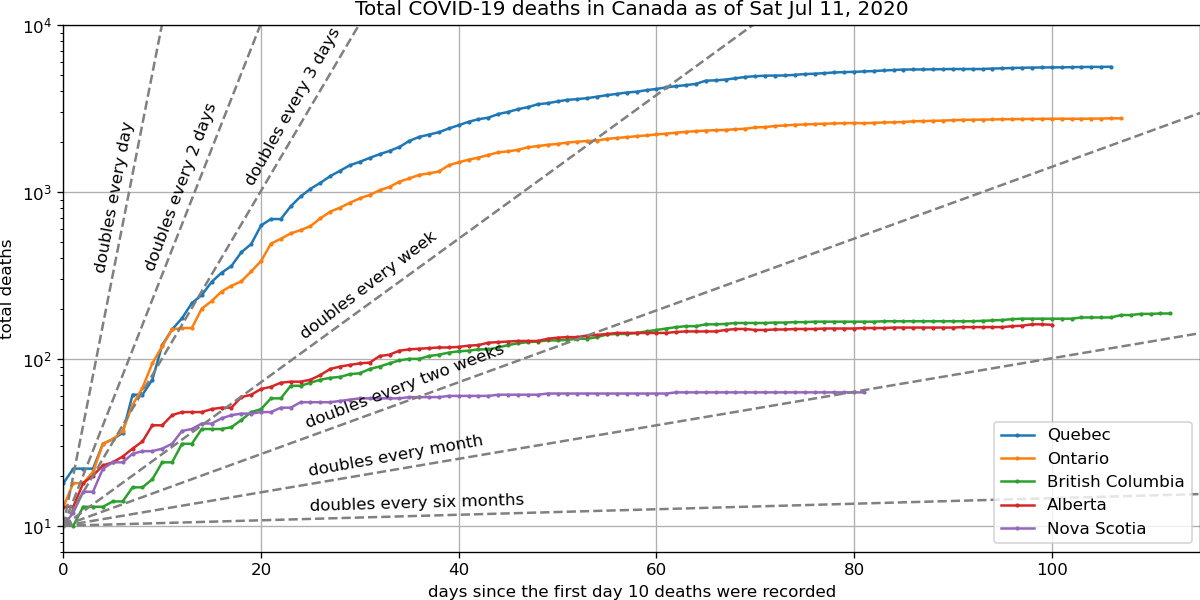 Total COVID-19 deaths in Canada as of Sat Jul 11, 2020
10⁴
10³
10²
10¹
total deaths
doubles every day
doubles every 2 days
doubles every 3 days
doubles every week
doubles every two weeks
doubles every month
doubles every six months
Quebec
Ontario
British Columbia
Alberta
Nova Scotia
0 20 40 60 80 100
days since the first day 10 deaths were recorded